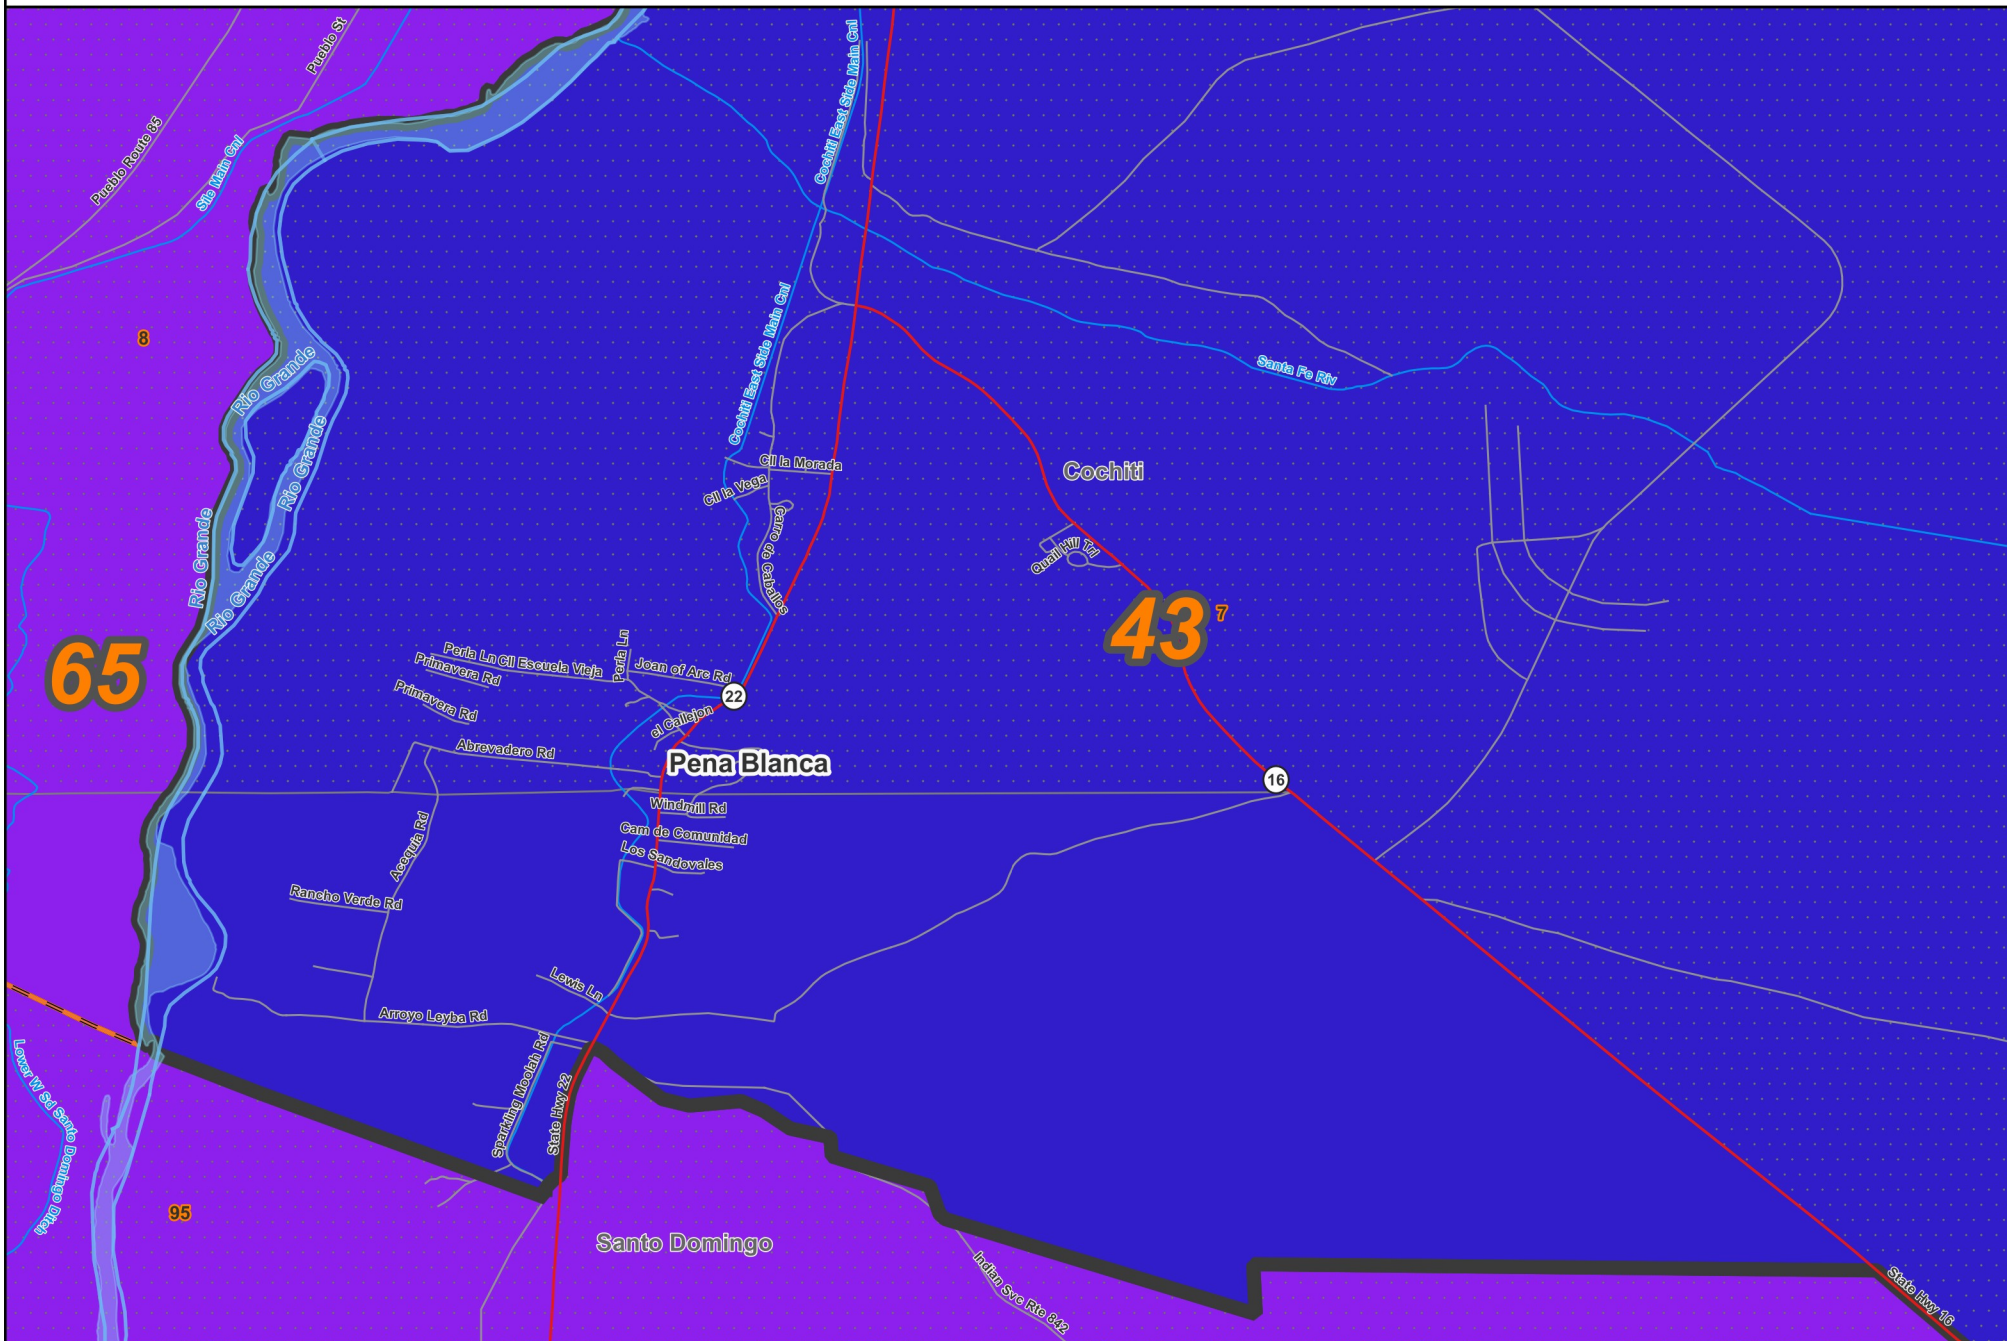 Pueblo St
Cochiti East Side Main Cnl
Pueblo Route 85
Sile Main Cnl
8
Rio Grande
Cochiti East Side Main Cnl
Santa Fe Riv
Rio Grande
Cll la Morada
Cll la Vega
Cochiti
Carro de Caballos
Rio Grande
Quail Hill Trl
Rio Grande
43
7
65
Perla Ln Cll Escuela Vieja
Perla Ln
Joan of Arc Rd
Primavera Rd
Primavera Rd
22
el Callejon
Abrevadero Rd
Pena Blanca
16
Windmill Rd
Cam de Comunidad
Los Sandovales
Acequia Rd
Rancho Verde Rd
Lewis Ln
Arroyo Leyba Rd
Sparkling Moolah Rd
State Hwy 22
Lower W Sd Santo Domingo Ditch
95
Santo Domingo
Indian Svc Rte 842
State Hwy 16